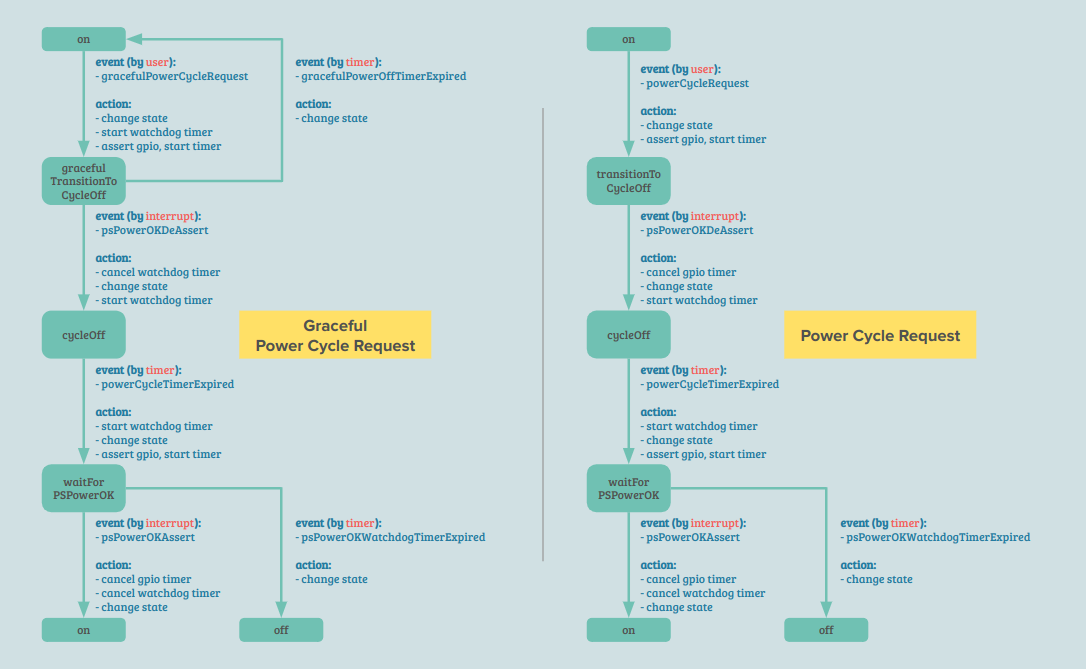 on
event (by user):
- gracefulPowerCycleRequest
action:
- change state
- start watchdog timer
- assert gpio, start timer
event (by timer):
- gracefulPowerOffTimerExpired
action:
- change state
graceful
TransitionTo
CycleOff
event (by interrupt):
- psPowerOKDeAssert
action:
- cancel watchdog timer
- change state
- start watchdog timer
cycleOff
Graceful
Power Cycle Request
event (by timer):
- powerCycleTimerExpired
action:
- start watchdog timer
- change state
- assert gpio, start timer
waitFor
PSPowerOK
event (by interrupt):
- psPowerOKAssert
action:
- cancel gpio timer
- cancel watchdog timer
- change state
event (by timer):
- psPowerOKWatchdogTimerExpired
action:
- change state
on
off
on
event (by user):
- powerCycleRequest
action:
- change state
- assert gpio, start timer
transitionTo
CycleOff
event (by interrupt):
- psPowerOKDeAssert
action:
- cancel gpio timer
- change state
- start watchdog timer
cycleOff
Power Cycle Request
event (by timer):
- powerCycleTimerExpired
action:
- start watchdog timer
- change state
- assert gpio, start timer
waitFor
PSPowerOK
event (by interrupt):
- psPowerOKAssert
action:
- cancel gpio timer
- cancel watchdog timer
- change state
event (by timer):
- psPowerOKWatchdogTimerExpired
action:
- change state
on
off